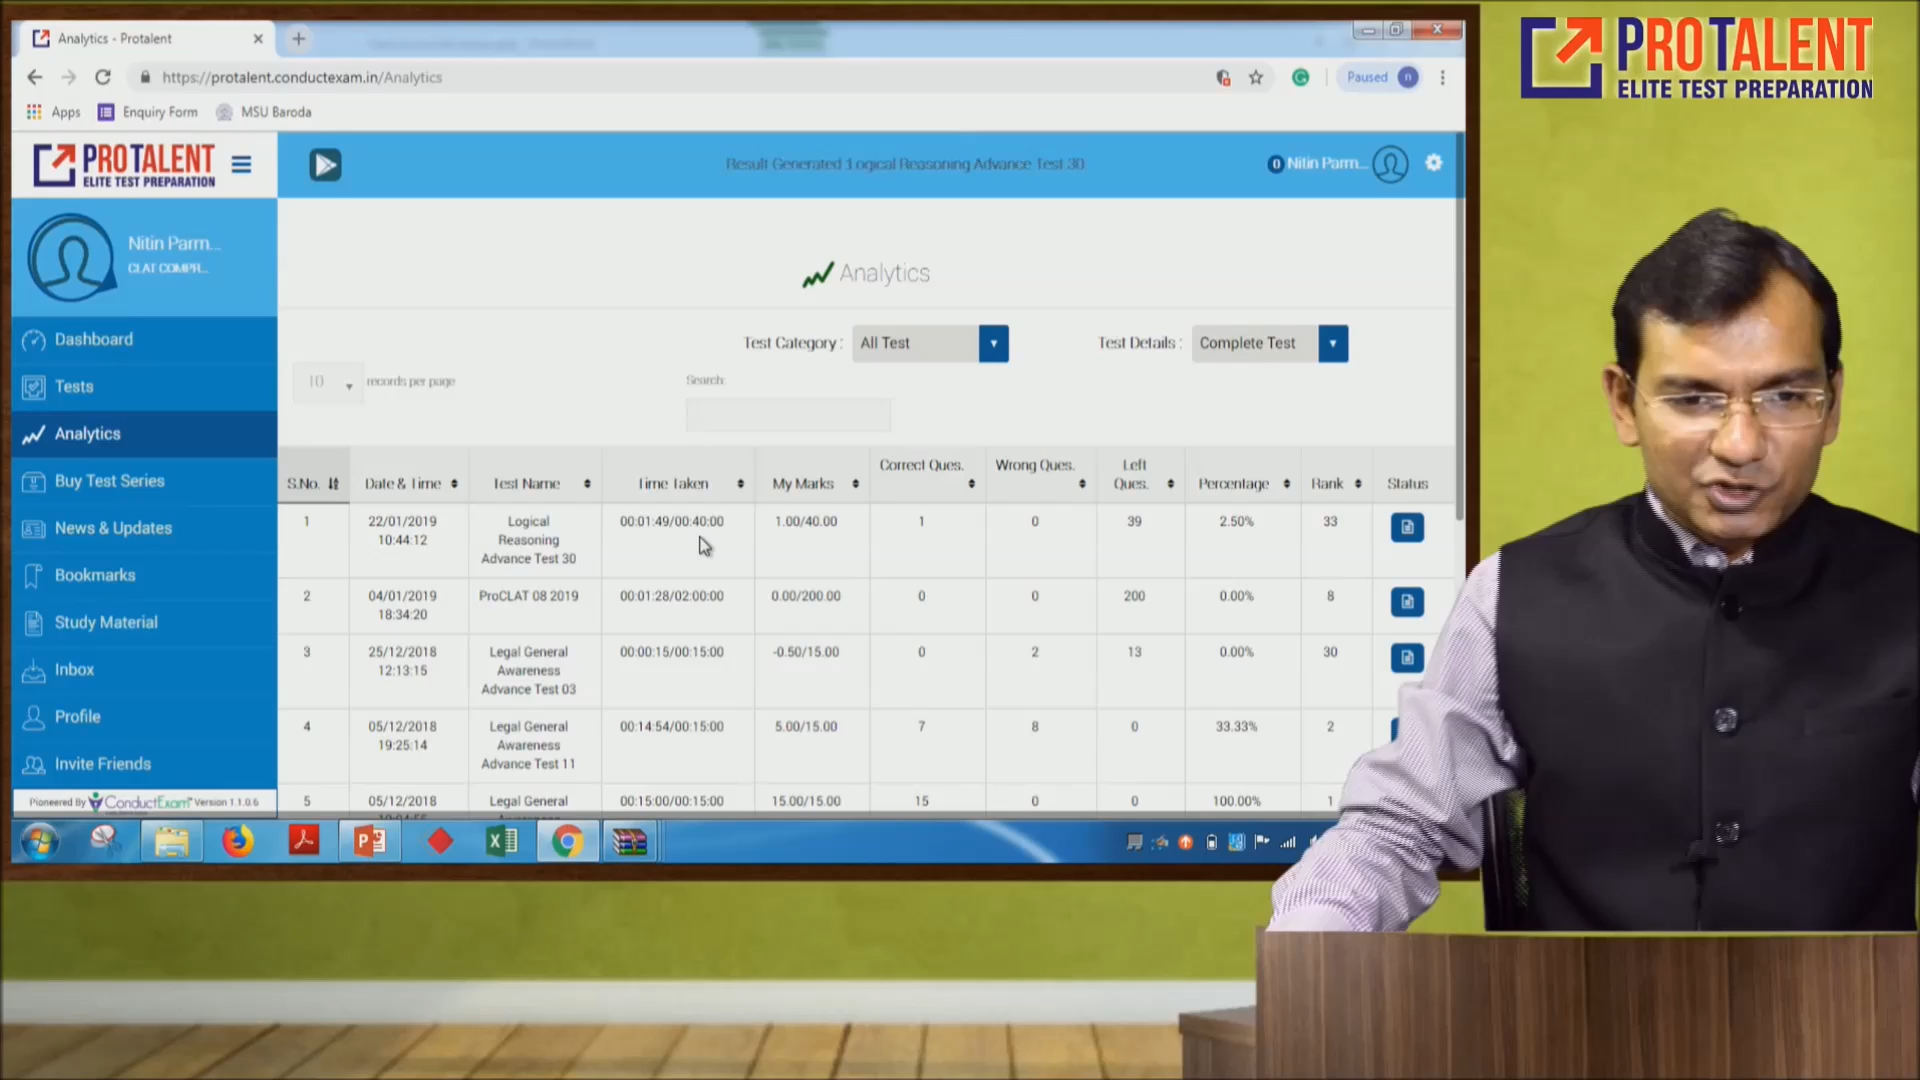 Analytics - Protalent
https://protalent.conductexam.in/Analytics
Paused n
Apps Enquiry Form MSU Baroda
PROTALENT
ELITE TEST PREPARATION
PROTALENT
ELITE TEST PREPARATION
Result Generated :Logical Reasoning Advance Test 30
0 Nitin Parm...
Nitin Parm...
CLAT COMPR...
Dashboard
Tests
Analytics
Buy Test Series
News & Updates
Bookmarks
Study Material
Inbox
Profile
Invite Friends
Pioneered By ConductExam Version 1.1.0.6
Analytics
Test Category : All Test Test Details : Complete Test
10 records per page Search:
S.No. Date & Time Test Name Time Taken My Marks Correct Ques. Wrong Ques. Left Ques. Percentage Rank Status
1 22/01/2019 10:44:12 Logical Reasoning Advance Test 30 00:01:49/00:40:00 1.00/40.00 1 0 39 2.50% 33
2 04/01/2019 18:34:20 ProCLAT 08 2019 00:01:28/02:00:00 0.00/200.00 0 0 200 0.00% 8
3 25/12/2018 12:13:15 Legal General Awareness Advance Test 03 00:00:15/00:15:00 -0.50/15.00 0 2 13 0.00% 30
4 05/12/2018 19:25:14 Legal General Awareness Advance Test 11 00:14:54/00:15:00 5.00/15.00 7 8 0 33.33% 2
5 05/12/2018 Legal General 00:15:00/00:15:00 15.00/15.00 15 0 0 100.00% 1